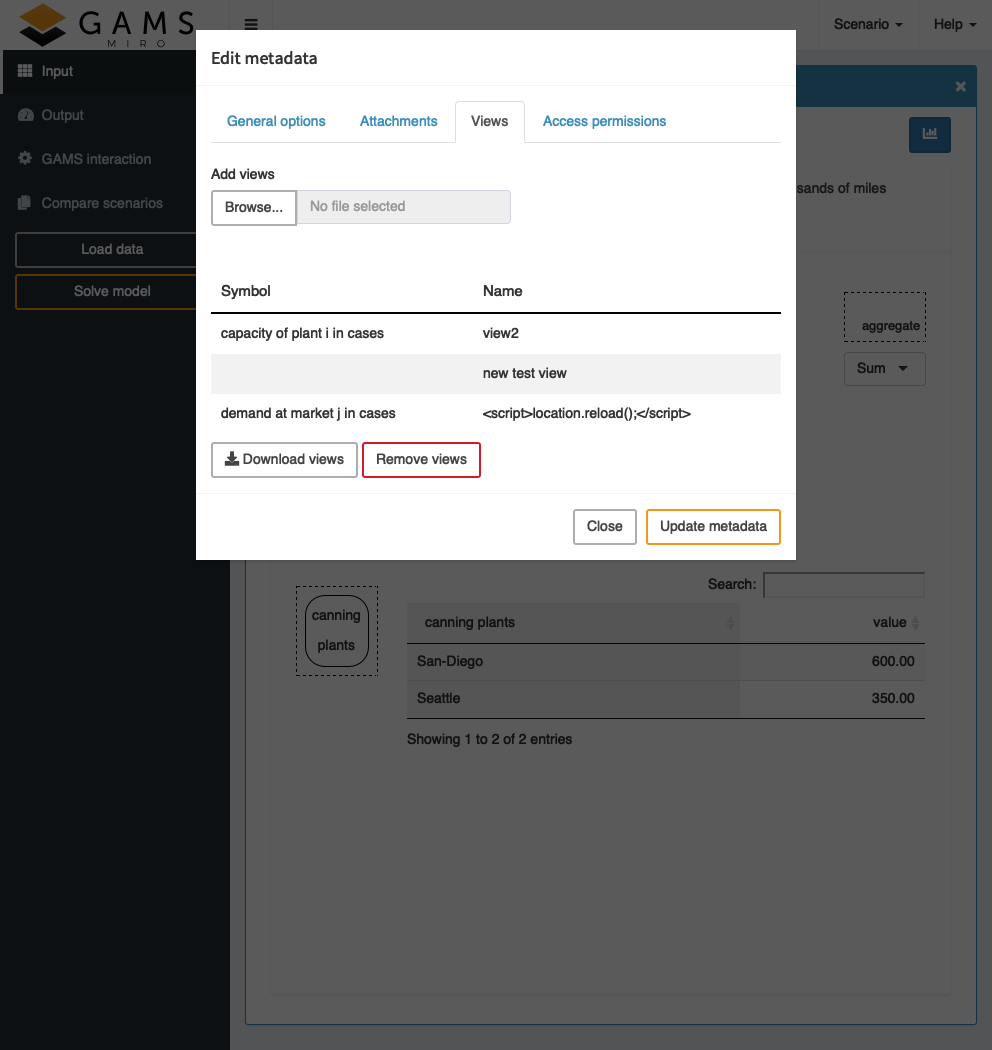 GAMS
MIRO
Scenario
Help
Edit metadata
Input
General options
Attachments
Views
Access permissions
Output
GAMS interaction
Add views
sands of miles
Compare scenarios
Browse...
No file selected
Load data
Solve model
Symbol
Name
aggregate
capacity of plant i in cases
view2
Sum
new test view
demand at market j in cases
<script>location.reload();</script>
Download views
Remove views
Close
Update metadata
Search:
canning
plants
canning plants
value
San-Diego
600.00
Seattle
350.00
Showing 1 to 2 of 2 entries